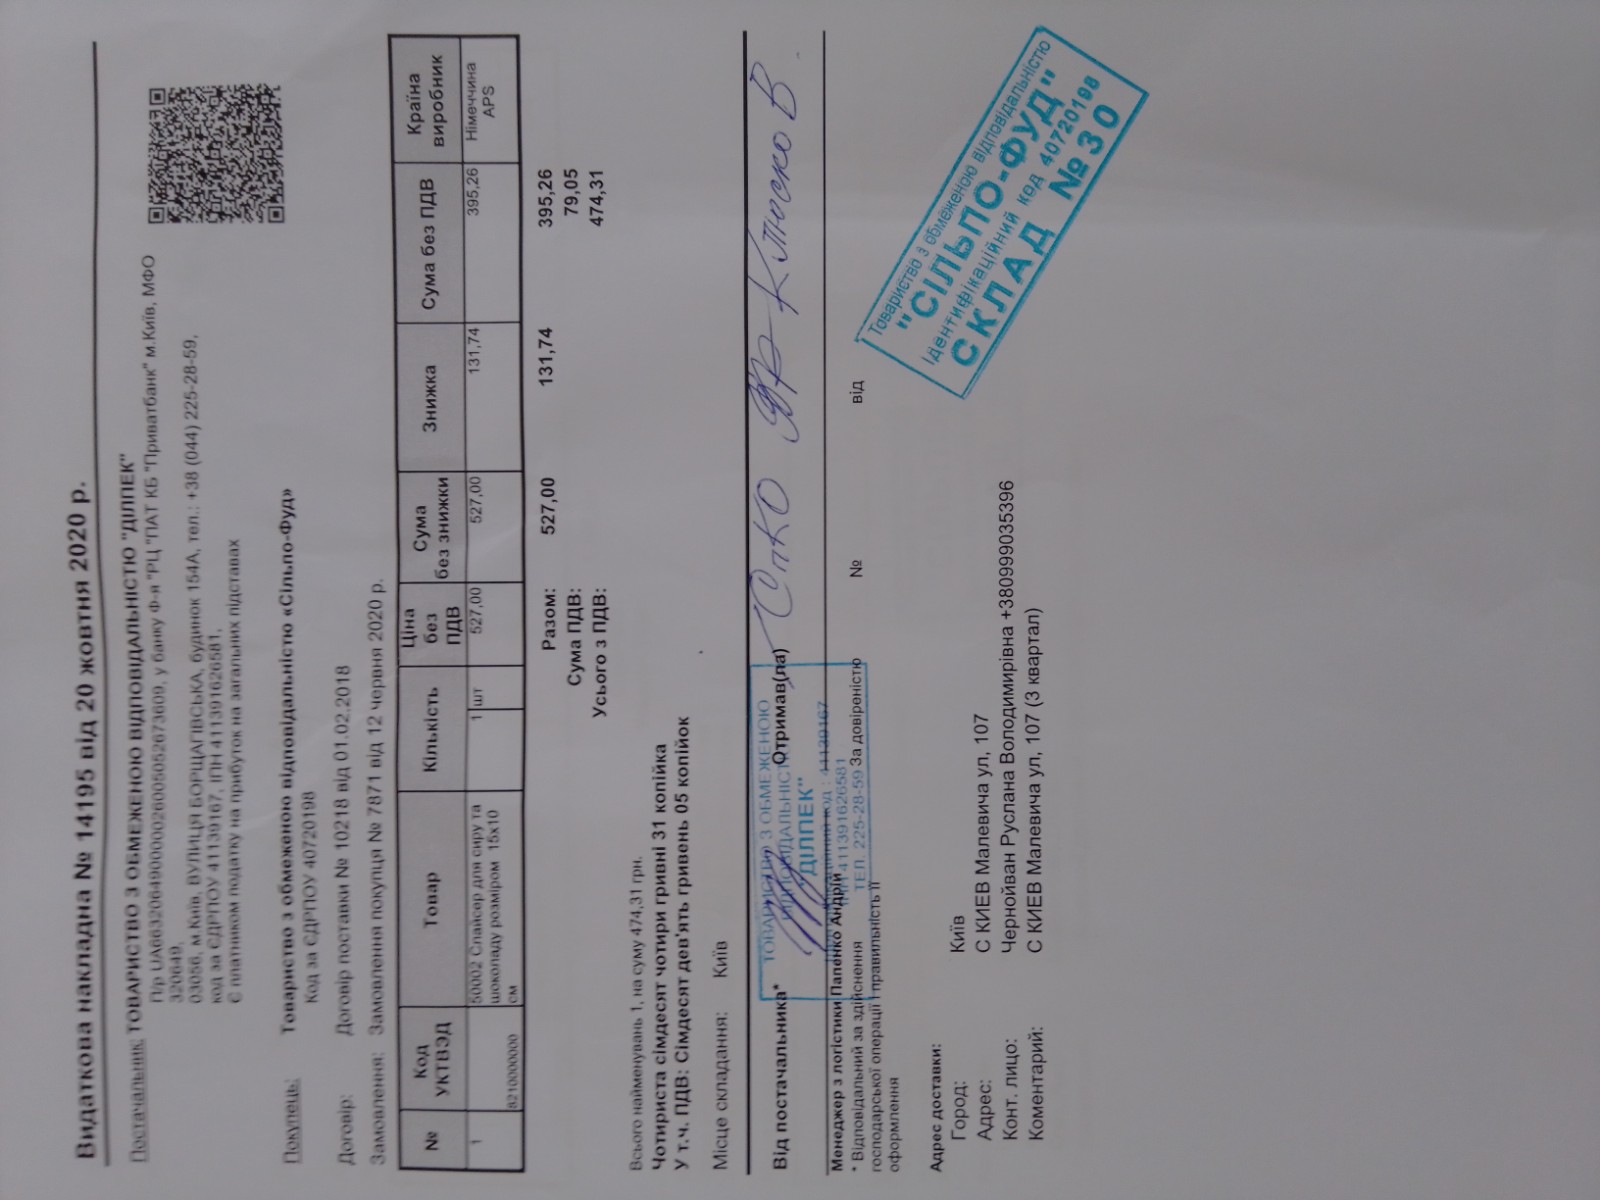 Видаткова накладна № 14195 від 20 жовтня 2020 р.
Постачальник: ТОВАРИСТВО З ОБМЕЖЕНОЮ ВІДПОВІДАЛЬНІСТЮ "ДІЛПЕК"
П/р UA663206490000026005052673609, у банку Ф-я "РЦ "ПАТ КБ "Приватбанк" м.Київ, МФО
320649,
03056, м.Київ, ВУЛИЦЯ БОРЩАГІВСЬКА, будинок 154А, тел.: +38 (044) 225-28-59,
код за ЄДРПОУ 41139167, ІПН 411391626581,
Є платником податку на прибуток на загальних підставах
Покупець: Товариство з обмеженою відповідальністю «Сільпо-Фуд»
Код за ЄДРПОУ 40720198
Договір: Договір поставки № 10218 від 01.02.2018
Замовлення: Замовлення покупця № 7871 від 12 червня 2020 р.
№ Код УКТВЭД Товар Кількість Ціна без ПДВ Сума без знижки Знижка Сума без ПДВ Країна виробник
1 8210000000 50002 Слайсер для сиру та шоколаду розміром 15х10 см 1 шт 527,00 527,00 131,74 395,26 Німеччина APS
Разом: 527,00 131,74 395,26
Сума ПДВ: 79,05
Усього з ПДВ: 474,31
Всього найменувань 1, на суму 474,31 грн.
Чотириста сімдесят чотири гривні 31 копійка
У т.ч. ПДВ: Сімдесят дев'ять гривень 05 копійок
Місце складання: Київ
Від постачальника* Отримав(ла)
Менеджер з логістики Папенко Андрій
* Відповідальний за здійснення
господарської операції і правильність її
оформлення
За довіреністю № від
ТОВАРИСТВО З ОБМЕЖЕНОЮ
ВІДПОВІДАЛЬНІСТЮ
"ДІЛПЕК"
41139167
ІПН 411391626581
ТЕЛ. 225-28-59
Товариство з обмеженою відповідальністю
"СІЛЬПО-ФУД"
Ідентифікаційний код 40720198
СКЛАД №30
Адрес доставки:
Город: Київ
Адрес: С КИЕВ Малевича ул, 107
Конт. лицо: Чернойван Руслана Володимирівна +380999035396
Коментарий: С КИЕВ Малевича ул, 107 (3 квартал)